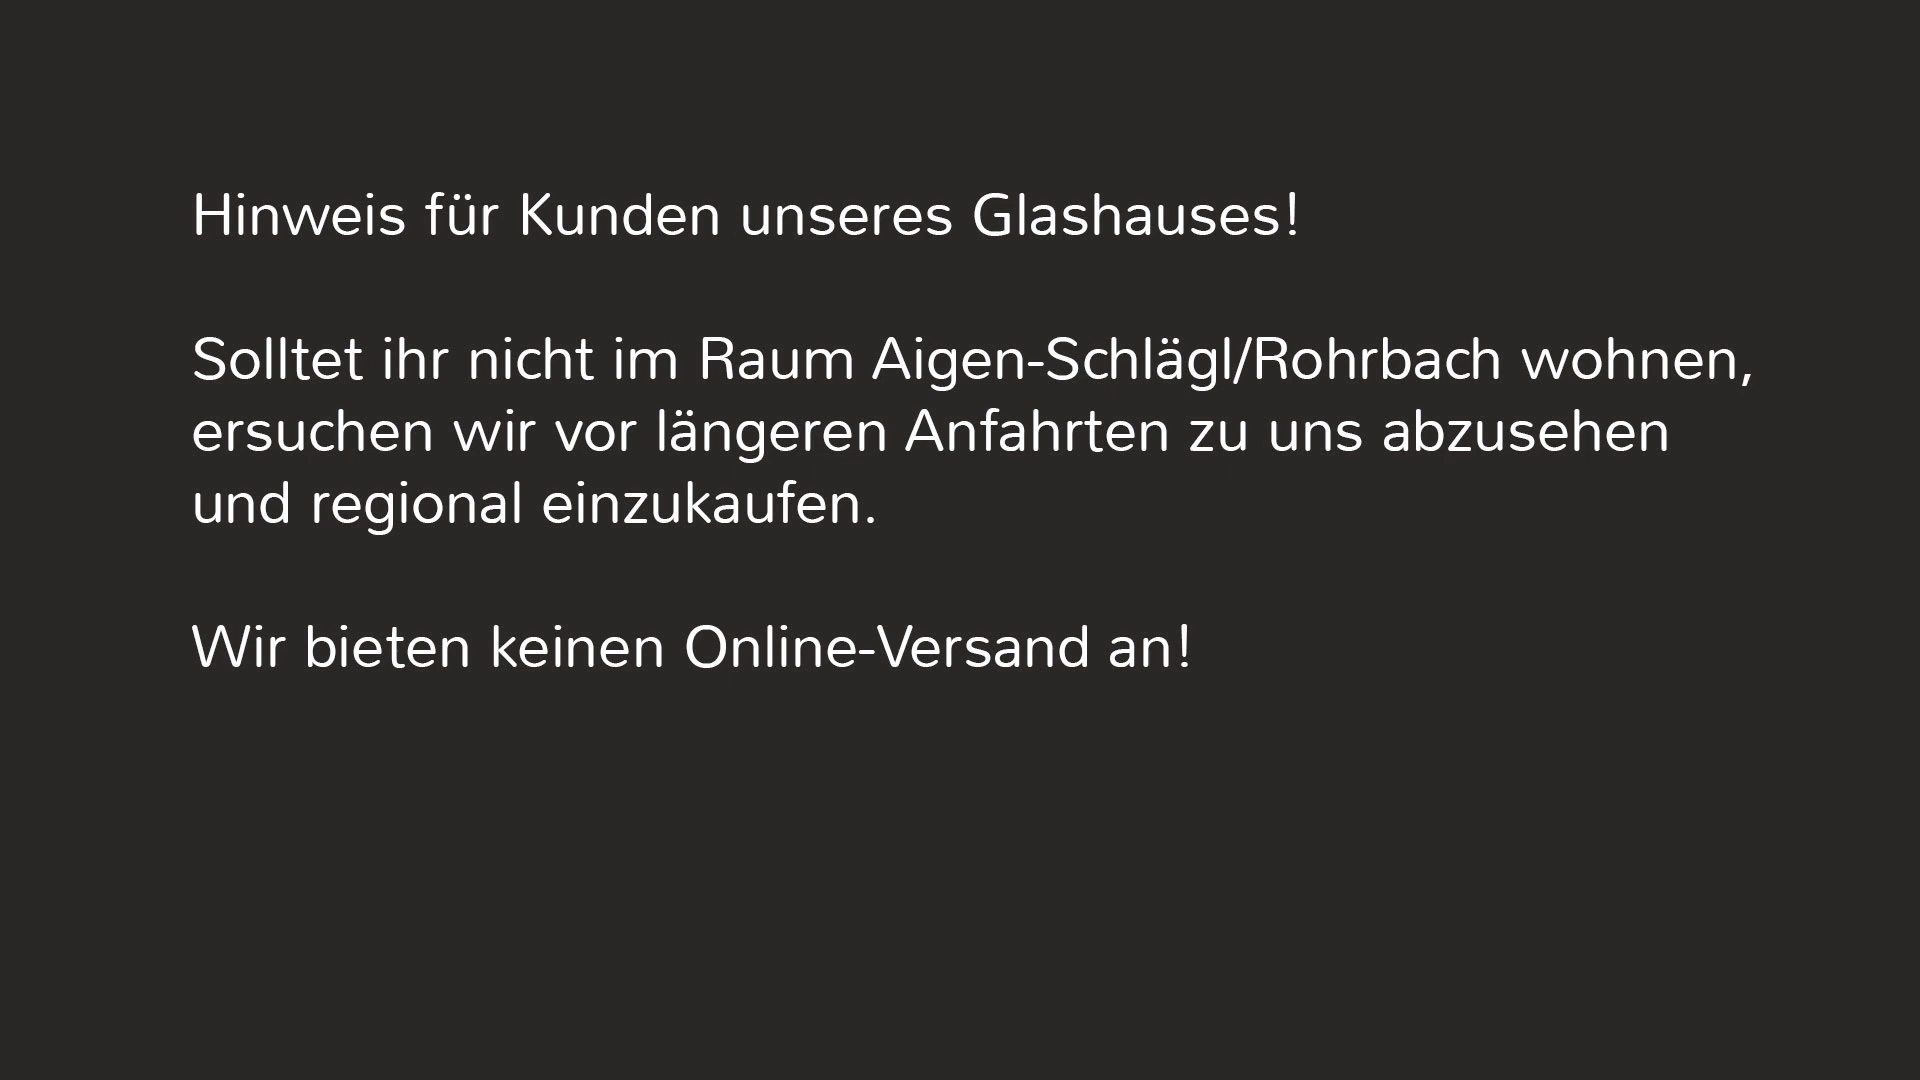 Hinweis für Kunden unseres Glashauses!
Solltet ihr nicht im Raum Aigen-Schlägl/Rohrbach wohnen,
ersuchen wir vor längeren Anfahrten zu uns abzusehen
und regional einzukaufen.
Wir bieten keinen Online-Versand an!